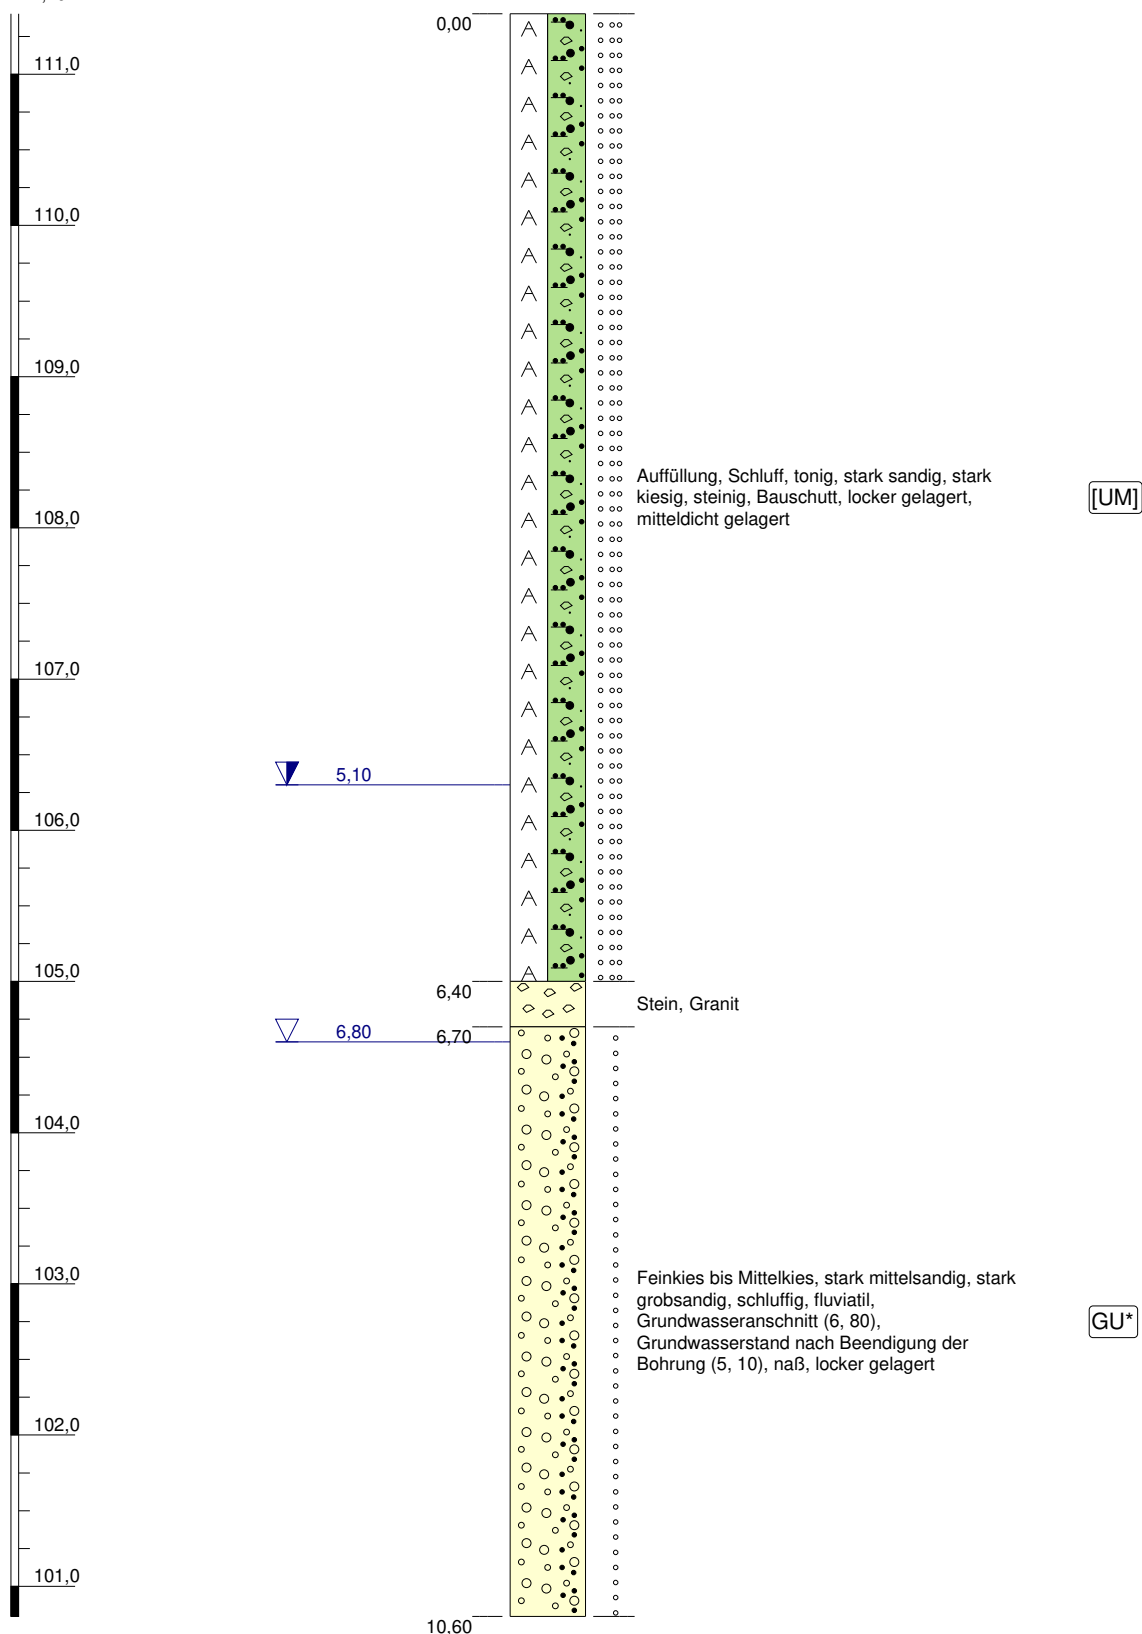 0,00
111,0
110,0
109,0
Auffüllung, Schluff, tonig, stark sandig, stark
kiesig, steinig, Bauschutt, locker gelagert,
mitteldicht gelagert
[UM]
108,0
107,0
5,10
106,0
105,0
6,40
Stein, Granit
6,80
6,70
104,0
103,0
Feinkies bis Mittelkies, stark mittelsandig, stark
grobsandig, schluffig, fluviatil,
Grundwasseranschnitt (6, 80),
Grundwasserstand nach Beendigung der
Bohrung (5, 10), naß, locker gelagert
GU*
102,0
101,0
10,60